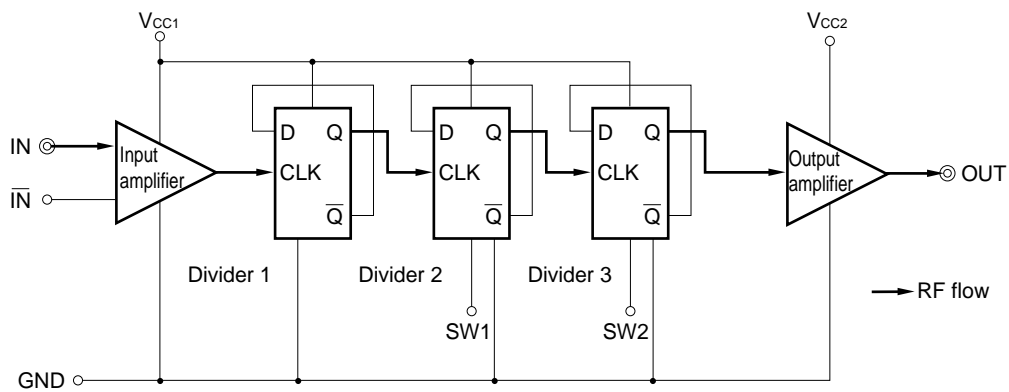 VCC1
VCC2
IN
Input
amplifier
D
Q
CLK
Q̅
D
Q
CLK
Q̅
D
Q
CLK
Q̅
Output
amplifier
OUT
I̅N̅
Divider 1
Divider 2
Divider 3
RF flow
SW1
SW2
GND